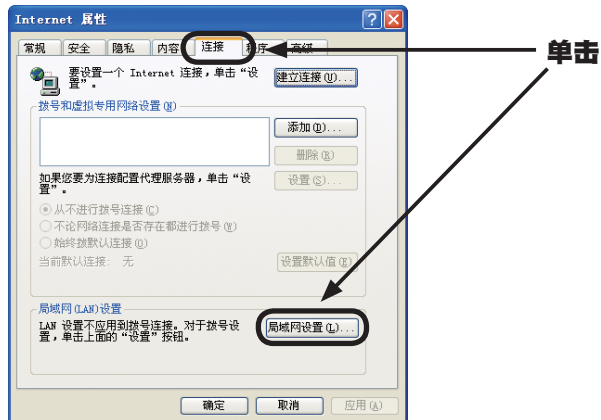 Internet 属性
常规 安全 隐私 内容 连接 程序 高级
单击
要设置一个 Internet 连接，单击“设
置”。
建立连接(U)...
拨号和虚拟专用网络设置(N)
添加(D)...
删除(R)
如果您要为连接配置代理服务器，单击“设
置”。
设置(S)...
从不进行拨号连接(C)
不论网络连接是否存在都进行拨号(W)
始终拨默认连接(O)
当前默认连接： 无
设置默认值(E)
局域网(LAN)设置
LAN 设置不应用到拨号连接。对于拨号设
置，单击上面的“设置”按钮。
局域网设置(L)...
确定 取消 应用(A)